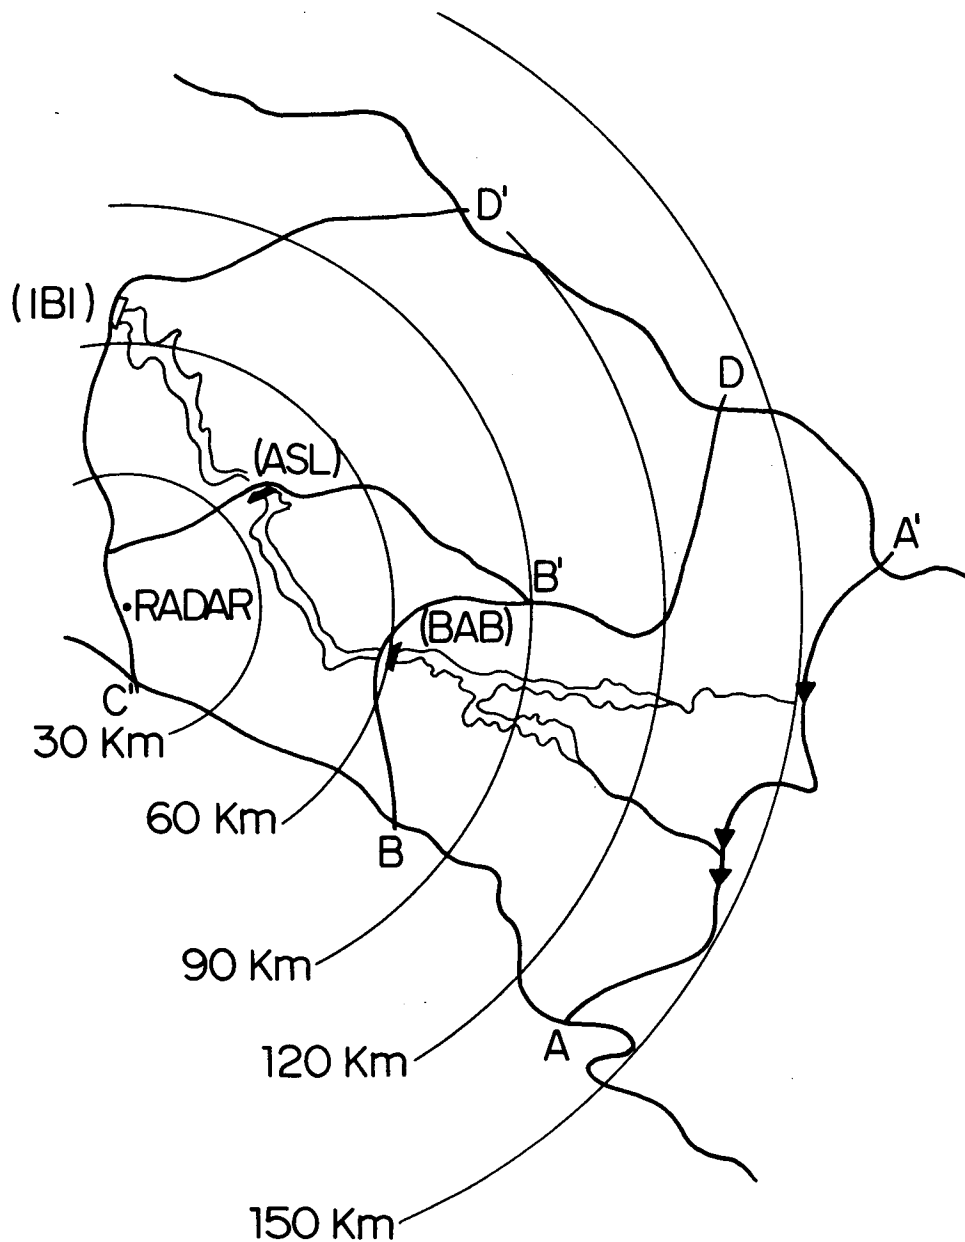 D'
(IBI)
D
(ASL)
A'
B'
•RADAR
(BAB)
C"
30 Km
60 Km
B
90 Km
A
120 Km
150 Km